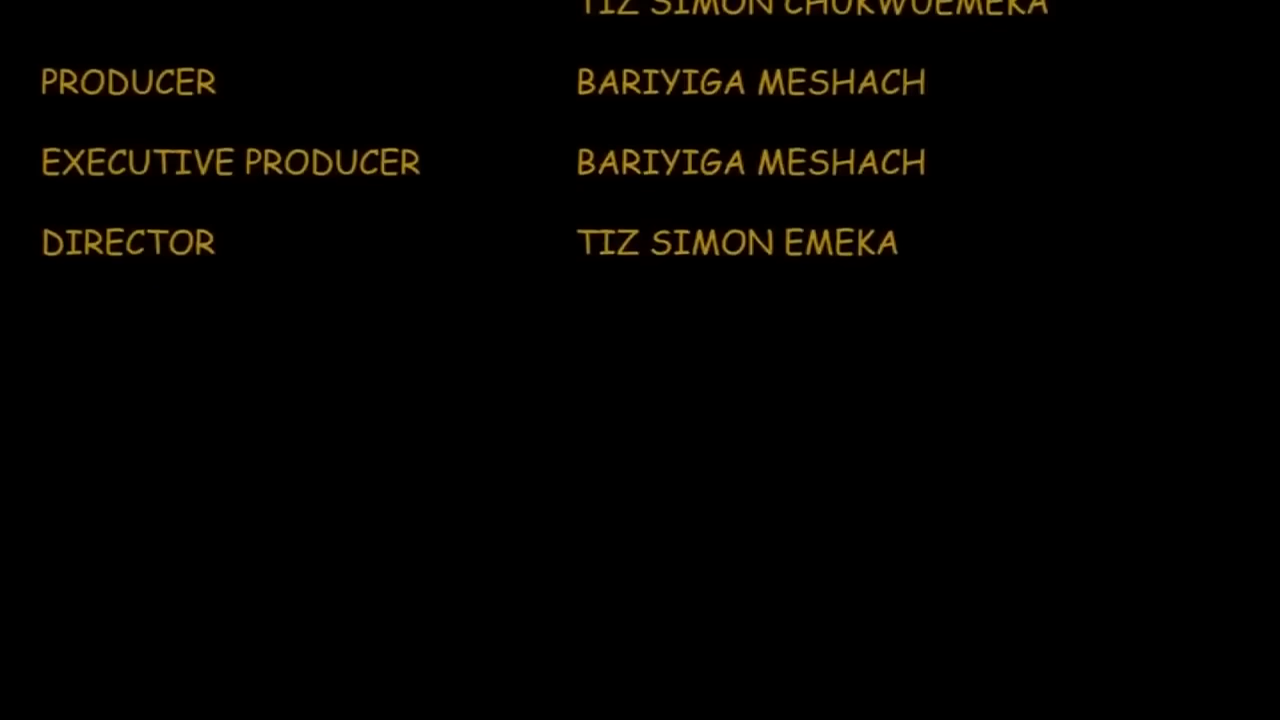 TIZ SIMON CHUKWUEMEKA
PRODUCER BARIYIGA MESHACH
EXECUTIVE PRODUCER BARIYIGA MESHACH
DIRECTOR TIZ SIMON EMEKA